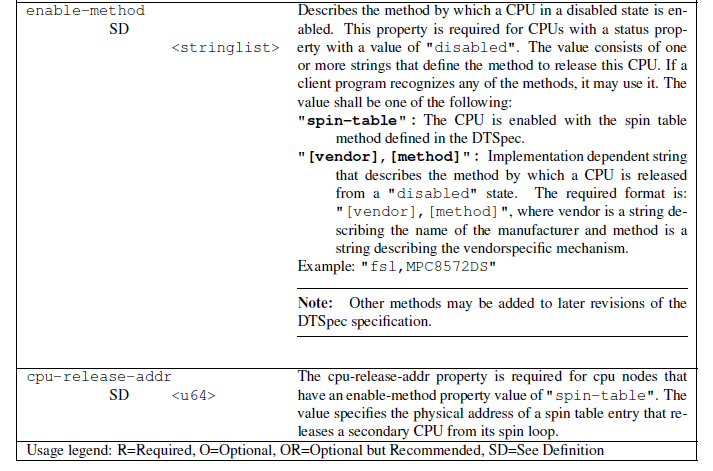 enable-method
SD
<stringlist>
Describes the method by which a CPU in a disabled state is en-
abled. This property is required for CPUs with a status prop-
erty with a value of "disabled". The value consists of one
or more strings that define the method to release this CPU. If a
client program recognizes any of the methods, it may use it. The
value shall be one of the following:
"spin-table": The CPU is enabled with the spin table
method defined in the DTSpec.
"[vendor],[method]": Implementation dependent string
that describes the method by which a CPU is released
from a "disabled" state. The required format is:
"[vendor],[method]", where vendor is a string de-
scribing the name of the manufacturer and method is a
string describing the vendorspecific mechanism.
Example: "fsl,MPC8572DS"
Note: Other methods may be added to later revisions of the
DTSpec specification.
cpu-release-addr
SD <u64>
The cpu-release-addr property is required for cpu nodes that
have an enable-method property value of "spin-table". The
value specifies the physical address of a spin table entry that re-
leases a secondary CPU from its spin loop.
Usage legend: R=Required, O=Optional, OR=Optional but Recommended, SD=See Definition